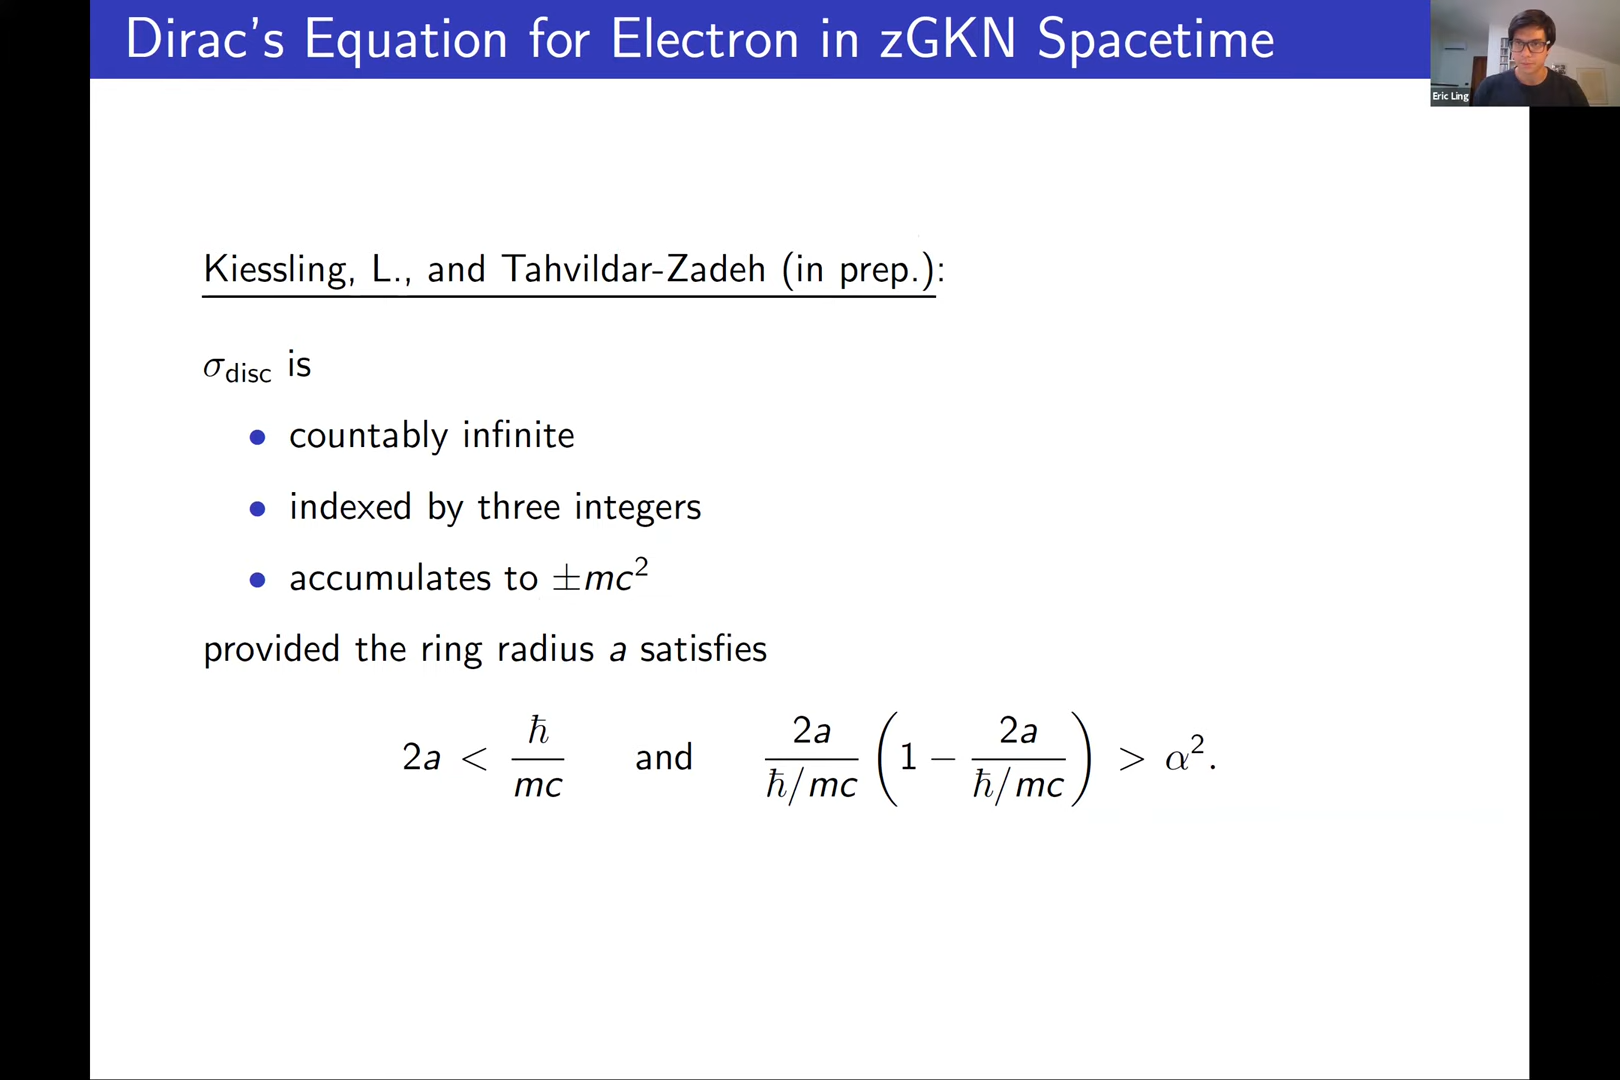 Dirac's Equation for Electron in zGKN Spacetime
Eric Ling
Kiessling, L., and Tahvildar-Zadeh (in prep.):
σ_disc is
• countably infinite
• indexed by three integers
• accumulates to ±mc²
provided the ring radius a satisfies
2a < ħ/mc and 2a/(ħ/mc) (1 − 2a/(ħ/mc)) > α².